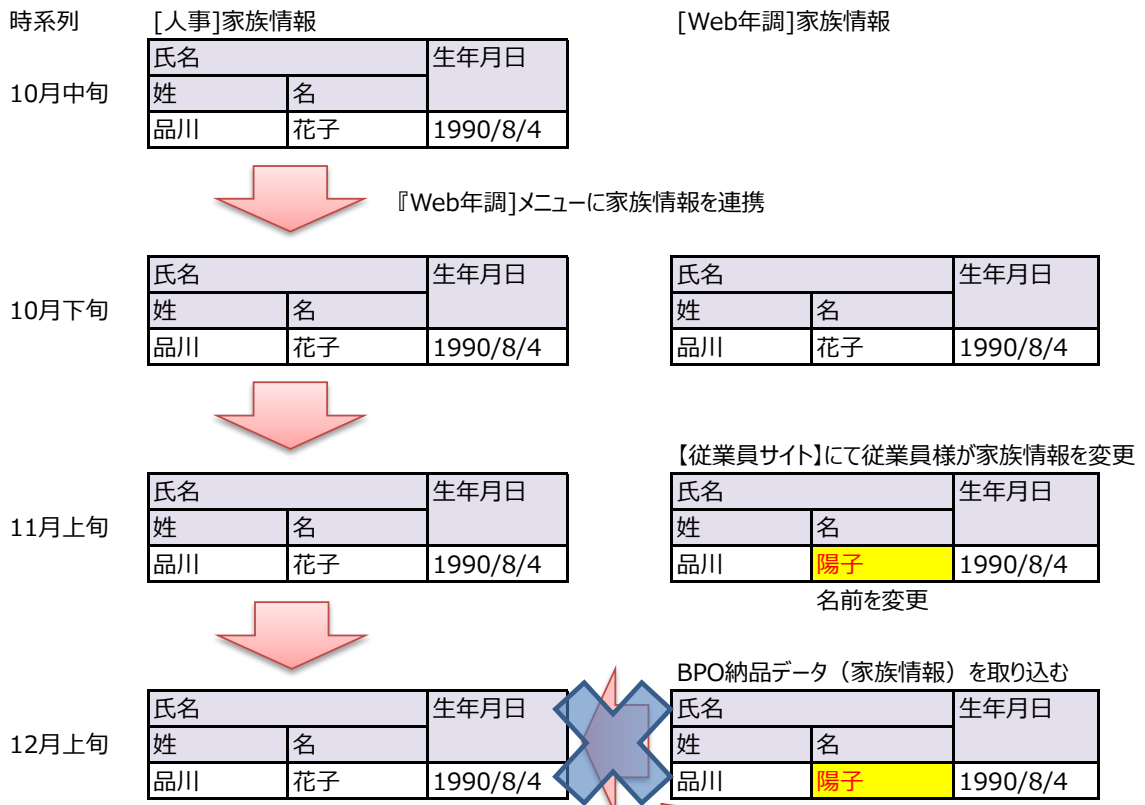 時系列 [人事]家族情報 [Web年調]家族情報
氏名 生年月日
10月中旬 姓 名
品川 花子 1990/8/4
『Web年調]メニューに家族情報を連携
氏名 生年月日 氏名 生年月日
10月下旬 姓 名 姓 名
品川 花子 1990/8/4 品川 花子 1990/8/4
【従業員サイト】にて従業員様が家族情報を変更
氏名 生年月日 氏名 生年月日
11月上旬 姓 名 姓 名
品川 花子 1990/8/4 品川 陽子 1990/8/4
名前を変更
BPO納品データ（家族情報）を取り込む
氏名 生年月日 氏名 生年月日
12月上旬 姓 名 姓 名
品川 花子 1990/8/4 品川 陽子 1990/8/4